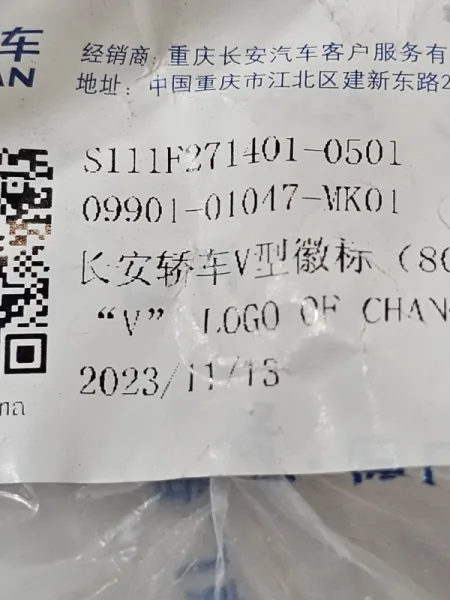 车
AN
经销商：重庆长安汽车客户服务有
地址：中国重庆市江北区建新东路2
S111F271401-0501
09901-01047-MK01
长安轿车V型徽标（80
“V” LOGO OF CHAN
2023/11/13
na